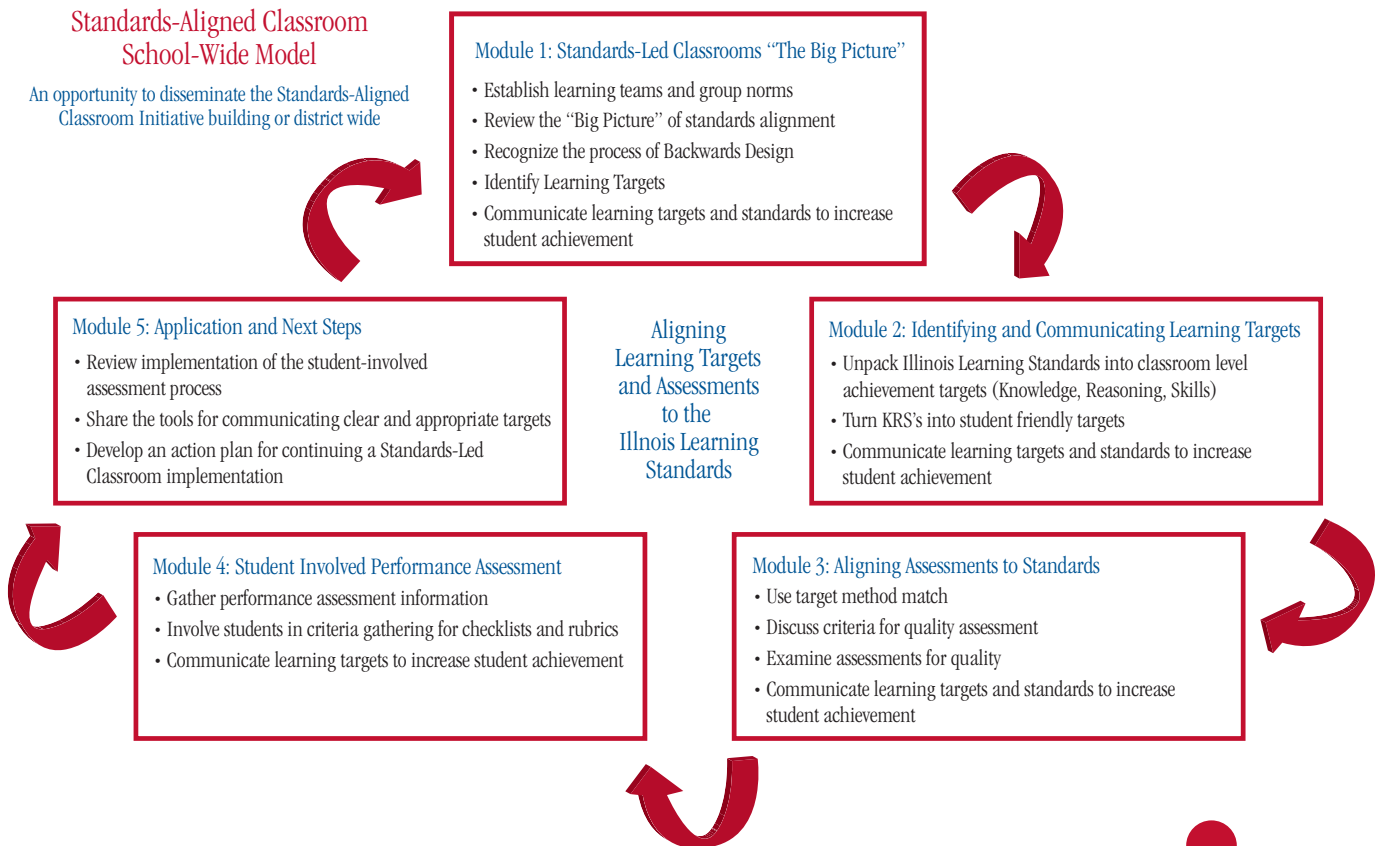 Standards-Aligned Classroom
School-Wide Model
An opportunity to disseminate the Standards-Aligned
Classroom Initiative building or district wide
Module 1: Standards-Led Classrooms “The Big Picture”
• Establish learning teams and group norms
• Review the “Big Picture” of standards alignment
• Recognize the process of Backwards Design
• Identify Learning Targets
• Communicate learning targets and standards to increase
student achievement
Module 5: Application and Next Steps
• Review implementation of the student-involved
assessment process
• Share the tools for communicating clear and appropriate targets
• Develop an action plan for continuing a Standards-Led
Classroom implementation
Aligning
Learning Targets
and Assessments
to the
Illnois Learning
Standards
Module 2: Identifying and Communicating Learning Targets
• Unpack Illinois Learning Standards into classroom level
achievement targets (Knowledge, Reasoning, Skills)
• Turn KRS’s into student friendly targets
• Communicate learning targets and standards to increase
student achievement
Module 4: Student Involved Performance Assessment
• Gather performance assessment information
• Involve students in criteria gathering for checklists and rubrics
• Communicate learning targets to increase student achievement
Module 3: Aligning Assessments to Standards
• Use target method match
• Discuss criteria for quality assessment
• Examine assessments for quality
• Communicate learning targets and standards to increase
student achievement